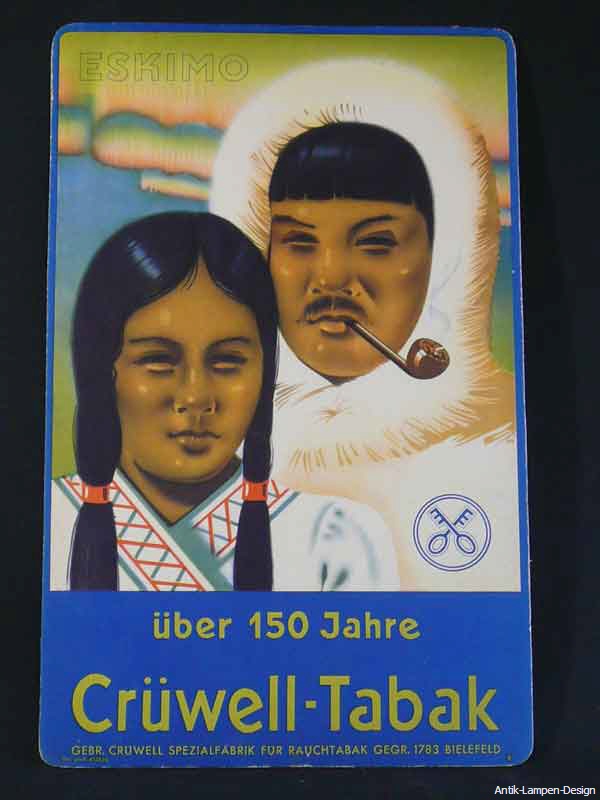 ESKIMO
über 150 Jahre
Crüwell-Tabak
GEBR. CRÜWELL SPEZIALFABRIK FÜR RAUCHTABAK GEGR. 1783 BIELEFELD
Antik-Lampen-Design